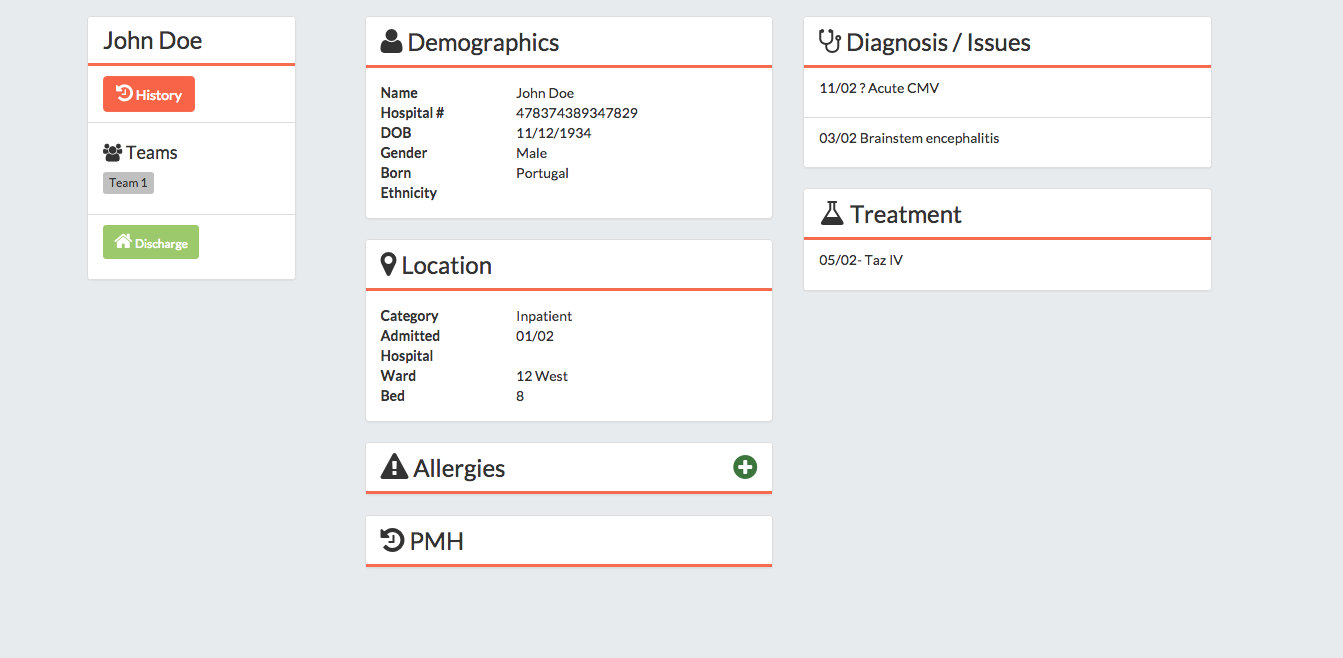 John Doe
History
Teams
Team 1
Discharge
Demographics
Name John Doe
Hospital # 478374389347829
DOB 11/12/1934
Gender Male
Born Portugal
Ethnicity
Location
Category Inpatient
Admitted 01/02
Hospital
Ward 12 West
Bed 8
Allergies
PMH
Diagnosis / Issues
11/02 ? Acute CMV
03/02 Brainstem encephalitis
Treatment
05/02- Taz IV